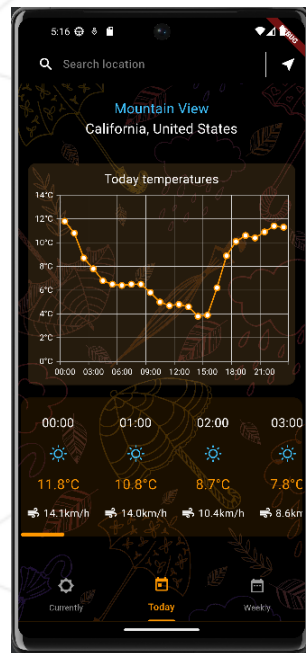 5:16
DEBUG
Search location
Mountain View
California, United States
Today temperatures
14°C
12°C
10°C
8°C
6°C
4°C
2°C
0°C
00:00 03:00 06:00 09:00 12:00 15:00 18:00 21:00
00:00 01:00 02:00 03:00
11.8°C 10.8°C 8.7°C 7.8°C
14.1km/h 14.0km/h 10.4km/h 8.6km
Currently Today Weekly